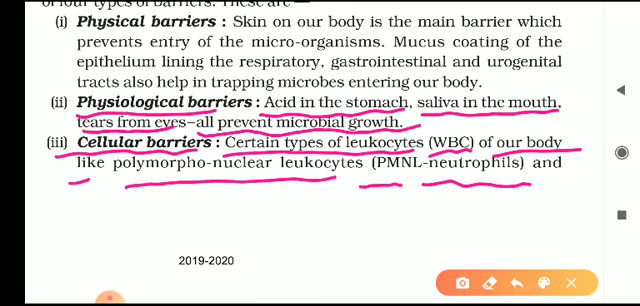 of four types of barriers. These are —
(i) Physical barriers : Skin on our body is the main barrier which
prevents entry of the micro-organisms. Mucus coating of the
epithelium lining the respiratory, gastrointestinal and urogenital
tracts also help in trapping microbes entering our body.
(ii) Physiological barriers : Acid in the stomach, saliva in the mouth,
tears from eyes–all prevent microbial growth.
(iii) Cellular barriers : Certain types of leukocytes (WBC) of our body
like polymorpho-nuclear leukocytes (PMNL-neutrophils) and
2019-2020